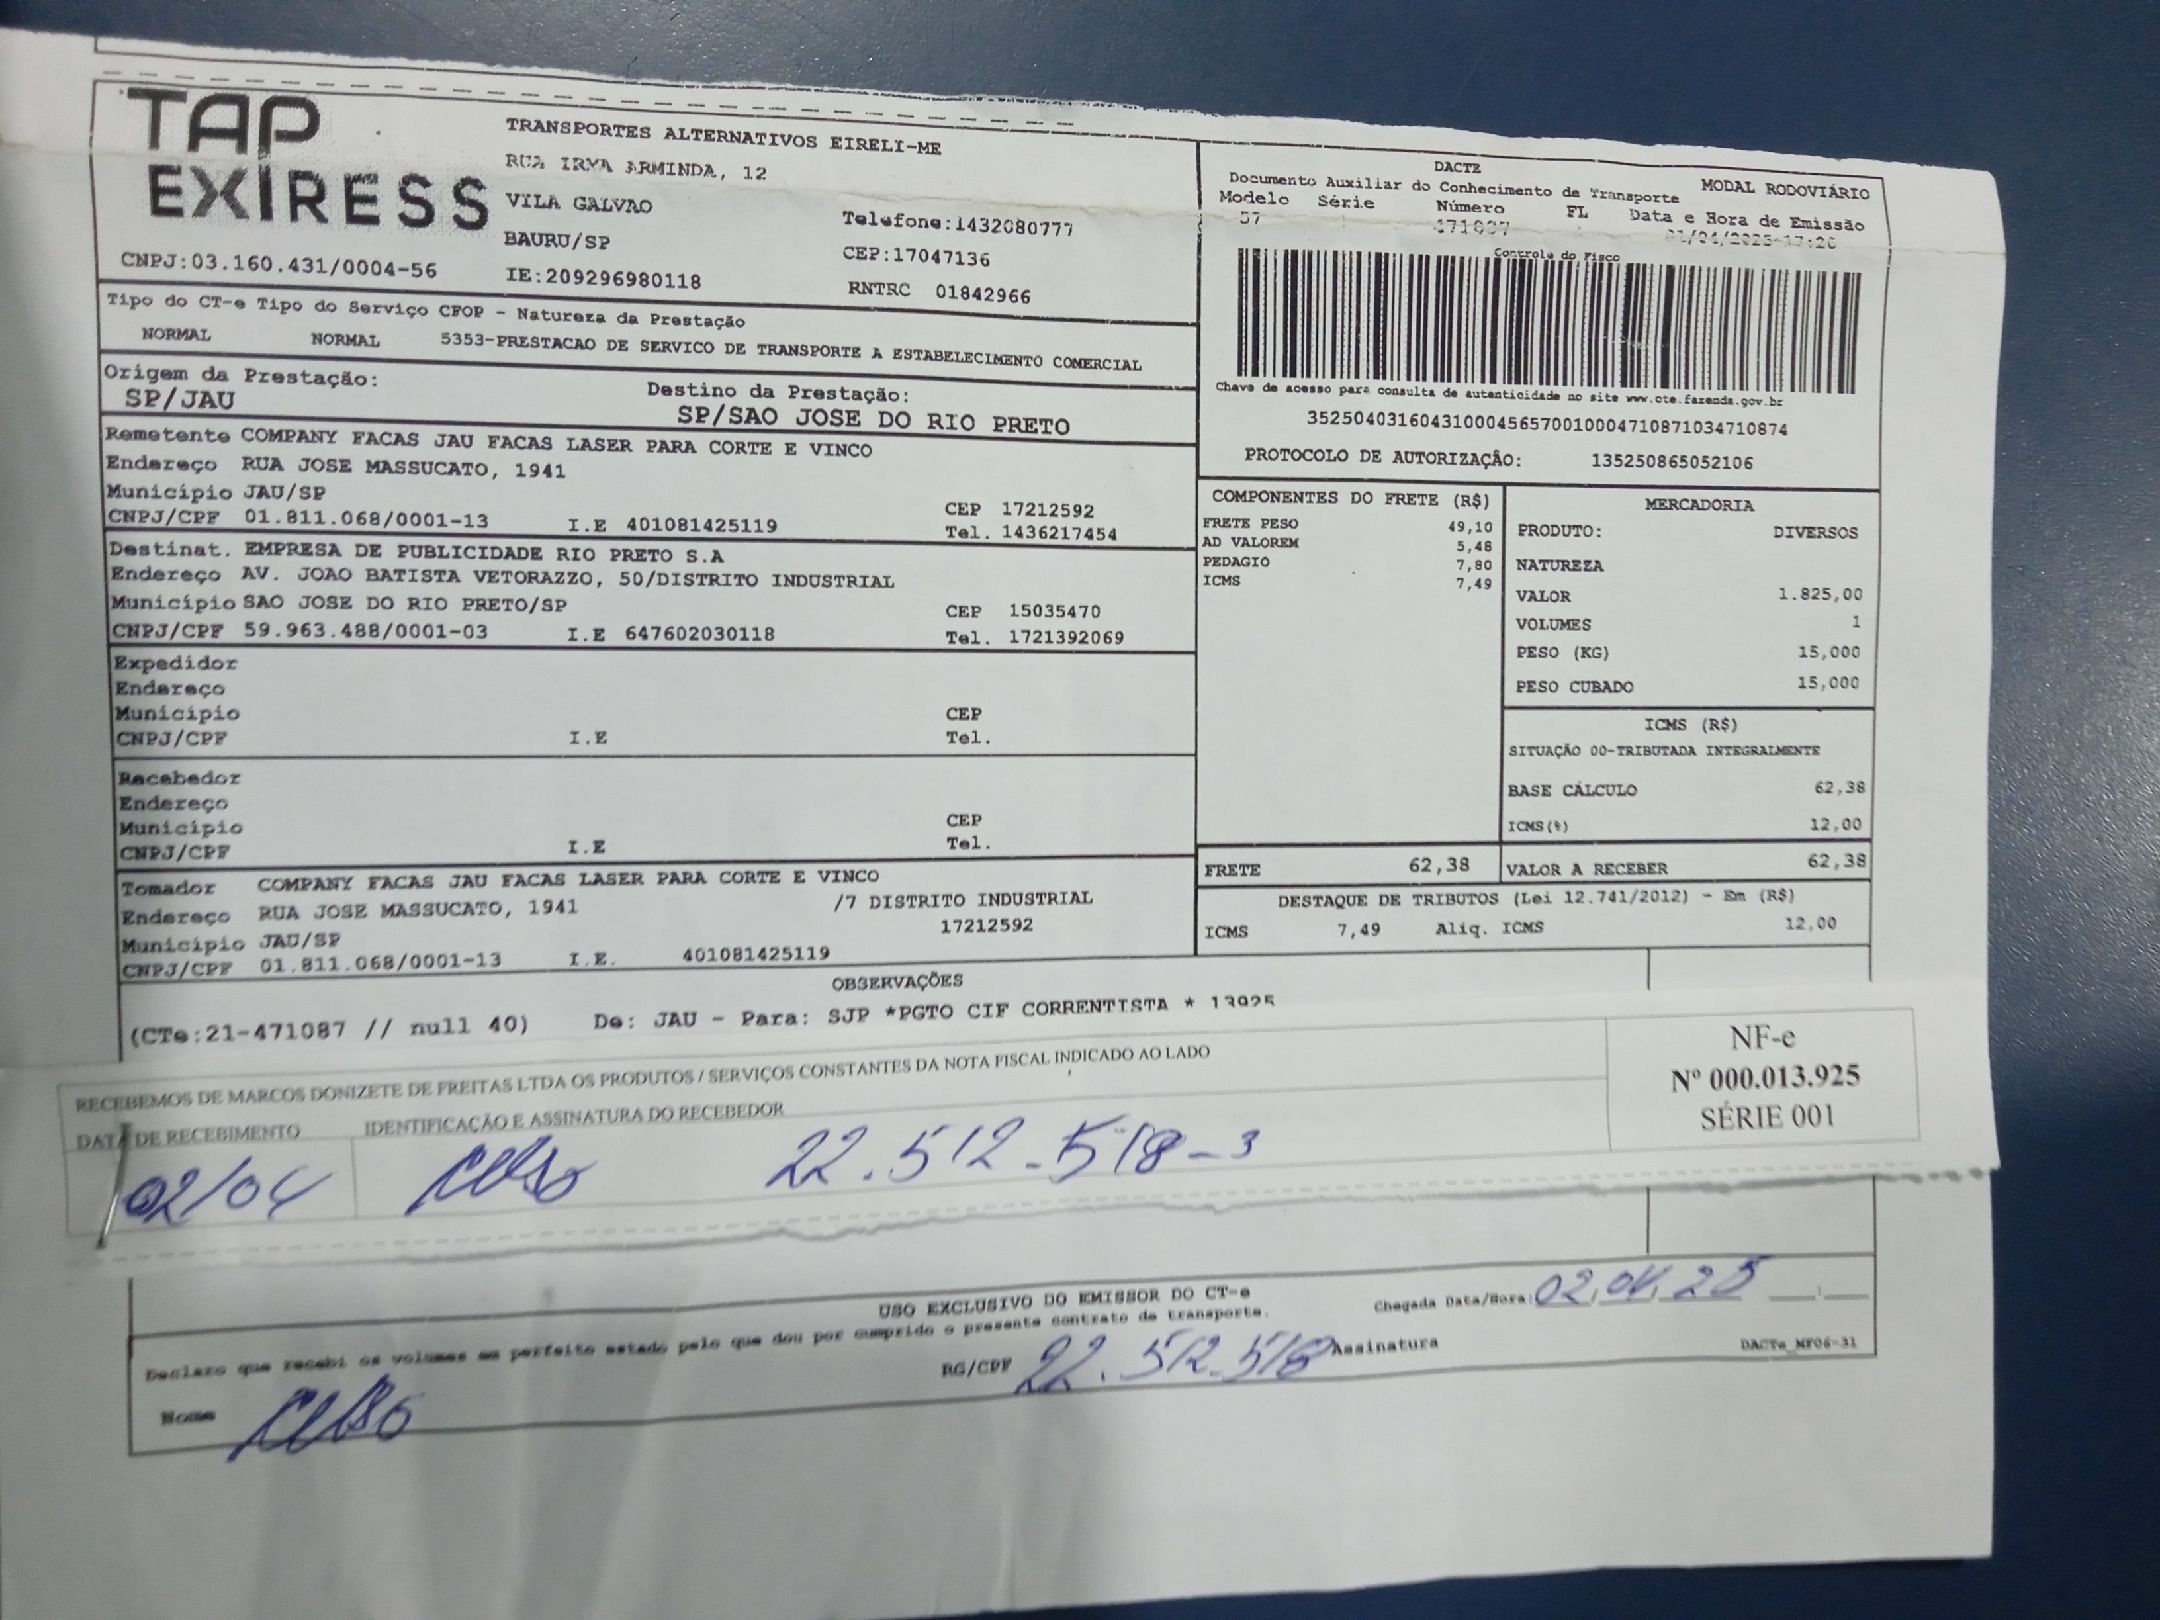 TAP
EXIRESS
CNPJ:03.160.431/0004-56
TRANSPORTES ALTERNATIVOS EIRELI-ME
RUA IRMA ARMINDA, 12
VILA GALVAO
BAURU/SP
IE:209296980118
Telefone:1432080777
CEP:17047136
RNTRC 01842966
DACTE
Documento Auxiliar do Conhecimento de Transporte
MODAL RODOVIÁRIO
Modelo Série Número FL Data e Hora de Emissão
57 471087 01/04/2025-17:20
Controle do Fisco
Chave de acesso para consulta de autenticidade no site www.cte.fazenda.gov.br
35250403160431000456570010004710871034710874
PROTOCOLO DE AUTORIZAÇÃO: 135250865052106
Tipo do CT-e Tipo do Serviço CFOP - Natureza da Prestação
NORMAL NORMAL 5353-PRESTACAO DE SERVICO DE TRANSPORTE A ESTABELECIMENTO COMERCIAL
Origem da Prestação: Destino da Prestação:
SP/JAU SP/SAO JOSE DO RIO PRETO
Remetente COMPANY FACAS JAU FACAS LASER PARA CORTE E VINCO
Endereço RUA JOSE MASSUCATO, 1941
Município JAU/SP CEP 17212592
CNPJ/CPF 01.811.068/0001-13 I.E 401081425119 Tel. 1436217454
Destinat. EMPRESA DE PUBLICIDADE RIO PRETO S.A
Endereço AV. JOAO BATISTA VETORAZZO, 50/DISTRITO INDUSTRIAL
Município SAO JOSE DO RIO PRETO/SP CEP 15035470
CNPJ/CPF 59.963.488/0001-03 I.E 647602030118 Tel. 1721392069
Expedidor
Endereço
Município CEP
CNPJ/CPF I.E Tel.
Recebedor
Endereço
Município CEP
CNPJ/CPF I.E Tel.
Tomador COMPANY FACAS JAU FACAS LASER PARA CORTE E VINCO
Endereço RUA JOSE MASSUCATO, 1941 /7 DISTRITO INDUSTRIAL
Município JAU/SP 17212592
CNPJ/CPF 01.811.068/0001-13 I.E. 401081425119
COMPONENTES DO FRETE (R$)
FRETE PESO 49,10
AD VALOREM 5,48
PEDAGIO 7,80
ICMS 7,49
MERCADORIA
PRODUTO: DIVERSOS
NATUREZA
VALOR 1.825,00
VOLUMES 1
PESO (KG) 15,000
PESO CUBADO 15,000
ICMS (R$)
SITUAÇÃO 00-TRIBUTADA INTEGRALMENTE
BASE CÁLCULO 62,38
ICMS(%) 12,00
FRETE 62,38 VALOR A RECEBER 62,38
DESTAQUE DE TRIBUTOS (Lei 12.741/2012) - Em (R$)
ICMS 7,49 Aliq. ICMS 12,00
OBSERVAÇÕES
(CTe:21-471087 // null 40) De: JAU - Para: SJP *PGTO CIF CORRENTISTA * 13925
RECEBEMOS DE MARCOS DONIZETE DE FREITAS LTDA OS PRODUTOS / SERVIÇOS CONSTANTES DA NOTA FISCAL INDICADO AO LADO
DATA DE RECEBIMENTO IDENTIFICAÇÃO E ASSINATURA DO RECEBEDOR
02/04 Celso 22.512.518-3
NF-e
Nº 000.013.925
SÉRIE 001
USO EXCLUSIVO DO EMISSOR DO CT-e
Chegada Data/Hora: 02.04.25
Declaro que recebi os volumes em perfeito estado pelo que dou por cumprido o presente contrato de transporte.
Nome Celso RG/CPF 22.512.518 Assinatura
DACTe_MF06-31